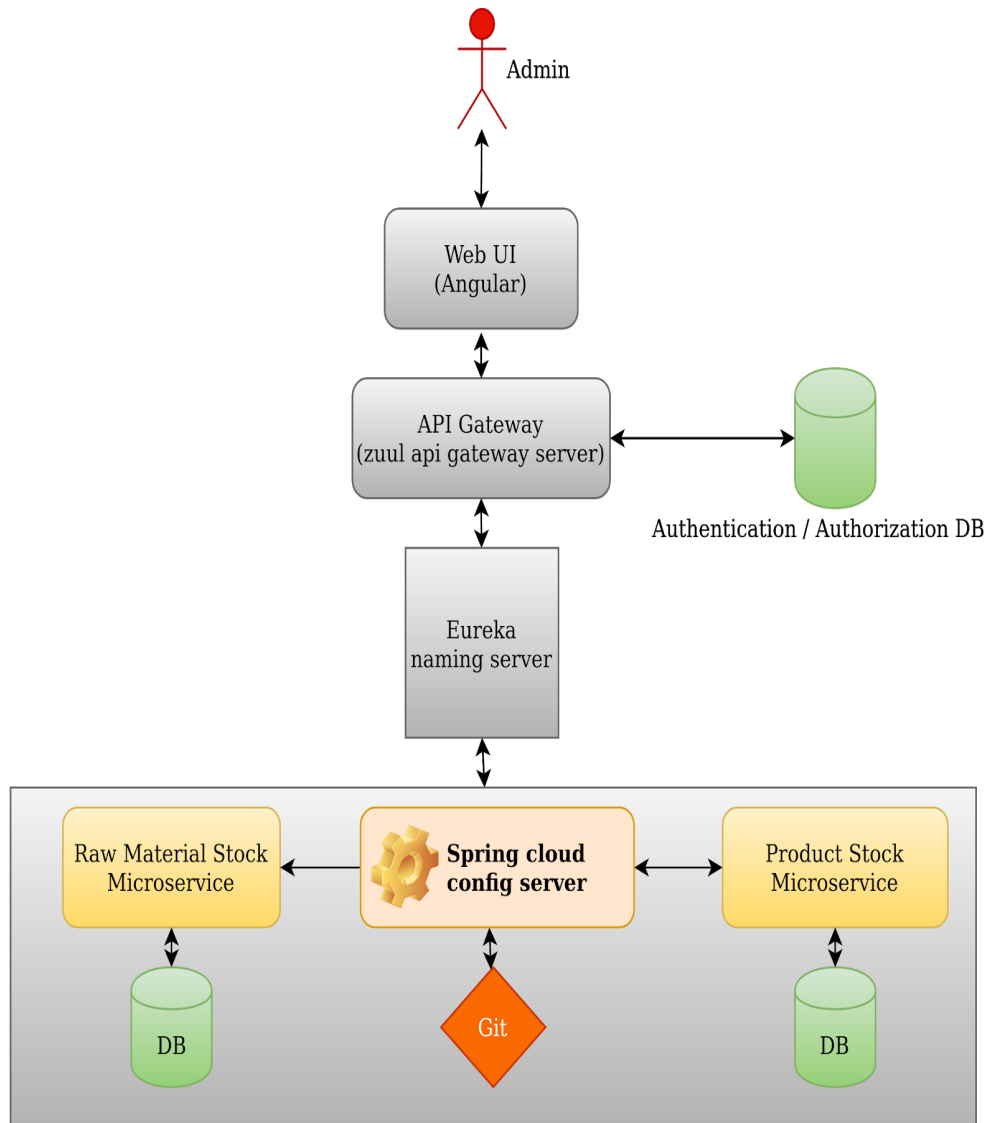 Admin
Web UI
(Angular)
API Gateway
(zuul api gateway server)
Authentication / Authorization DB
Eureka
naming server
Raw Material Stock
Microservice
Spring cloud
config server
Product Stock
Microservice
DB
Git
DB